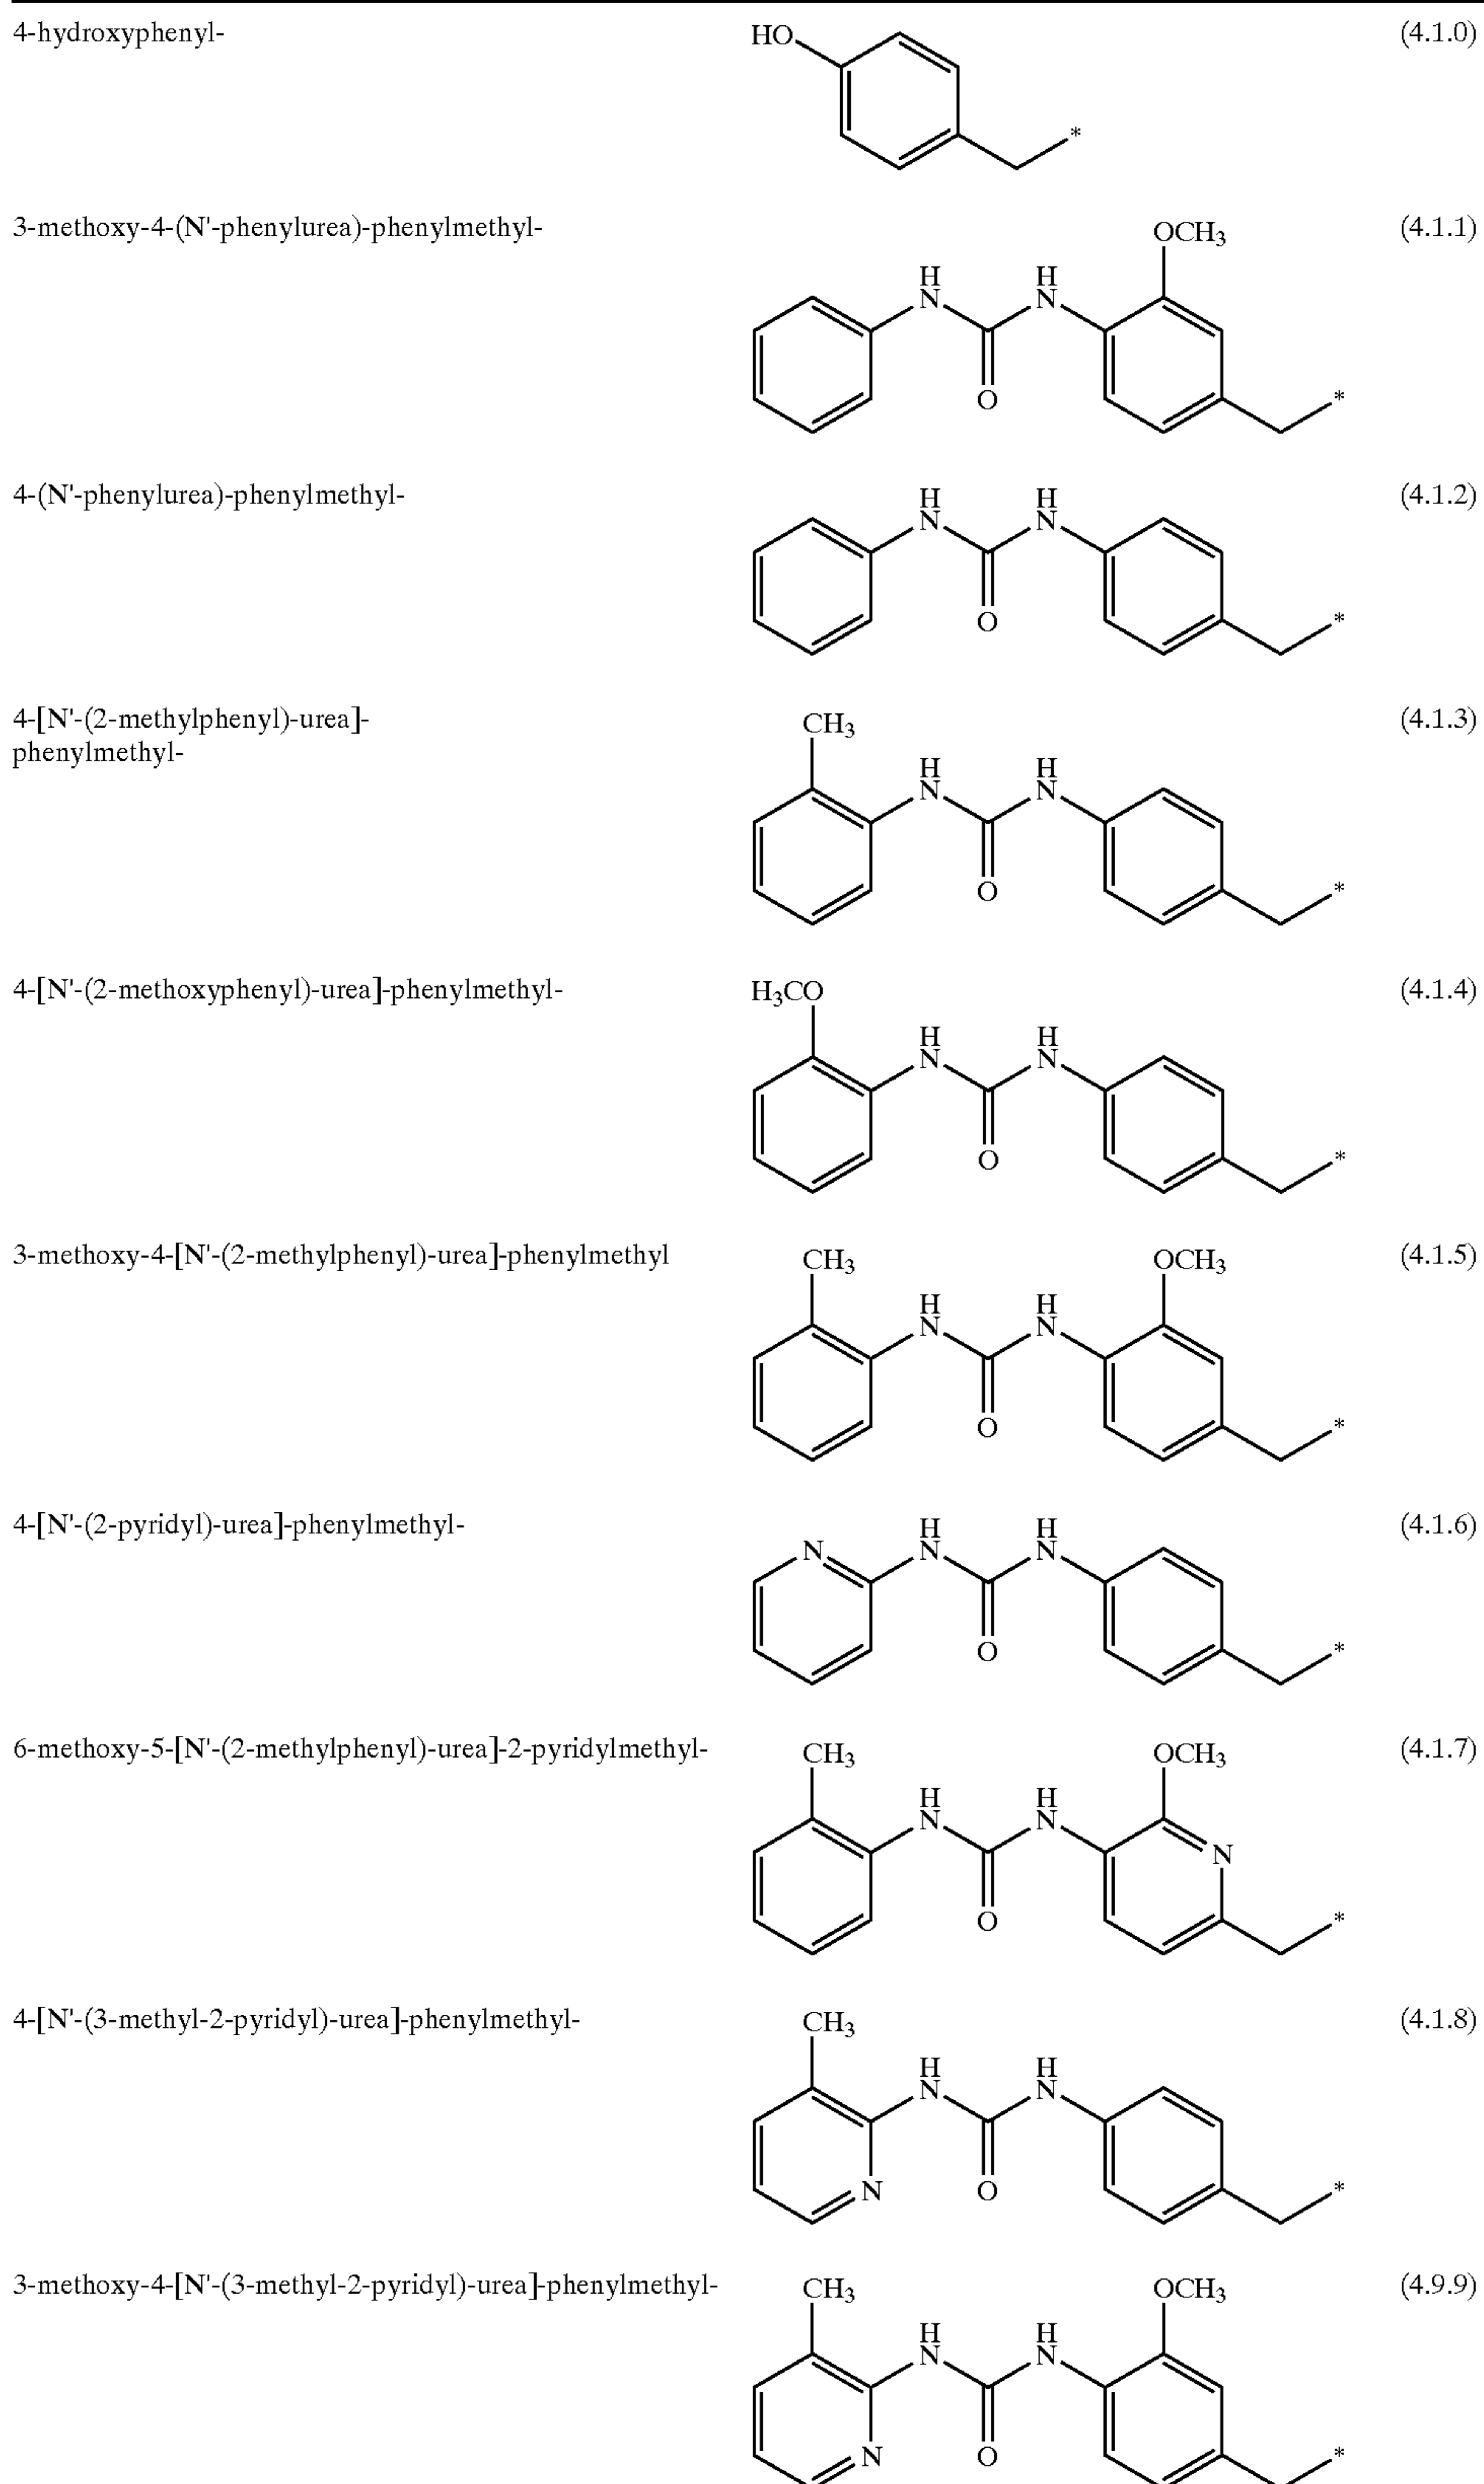 4-hydroxyphenyl-
HO
*
(4.1.0)
3-methoxy-4-(N'-phenylurea)-phenylmethyl-
OCH3
(4.1.1)
H
H
N
N
O
*
4-(N'-phenylurea)-phenylmethyl-
(4.1.2)
H
H
N
N
O
*
4-[N'-(2-methylphenyl)-urea]-
phenylmethyl-
CH3
(4.1.3)
H
H
N
N
O
*
4-[N'-(2-methoxyphenyl)-urea]-phenylmethyl-
H3CO
(4.1.4)
H
H
N
N
O
*
3-methoxy-4-[N'-(2-methylphenyl)-urea]-phenylmethyl
CH3
OCH3
(4.1.5)
H
H
N
N
O
*
4-[N'-(2-pyridyl)-urea]-phenylmethyl-
(4.1.6)
H
H
N
N
N
O
*
6-methoxy-5-[N'-(2-methylphenyl)-urea]-2-pyridylmethyl-
CH3
OCH3
(4.1.7)
H
H
N
N
N
O
*
4-[N'-(3-methyl-2-pyridyl)-urea]-phenylmethyl-
CH3
(4.1.8)
H
H
N
N
N
O
*
3-methoxy-4-[N'-(3-methyl-2-pyridyl)-urea]-phenylmethyl-
CH3
OCH3
(4.9.9)
H
H
N
N
N
O
*